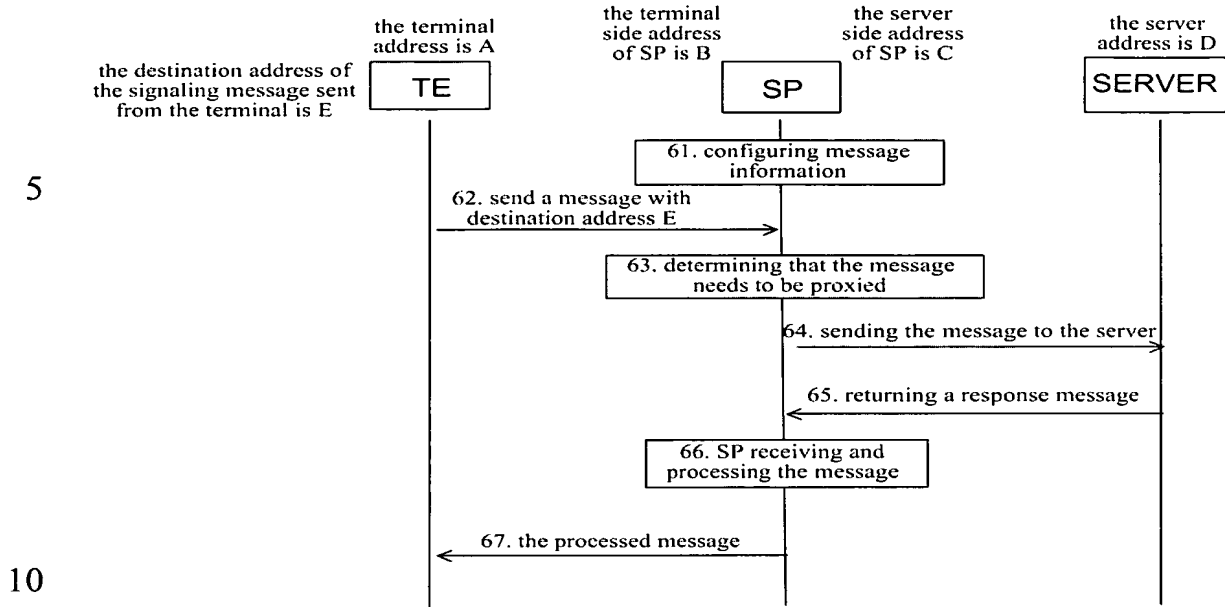 the terminal
address is A
the terminal
side address
of SP is B
the server
side address
of SP is C
the server
address is D
the destination address of
the signaling message sent
from the terminal is E
TE
SP
SERVER
61. configuring message
information
5
62. send a message with
destination address E
63. determining that the message
needs to be proxied
64. sending the message to the server
65. returning a response message
66. SP receiving and
processing the message
67. the processed message
10